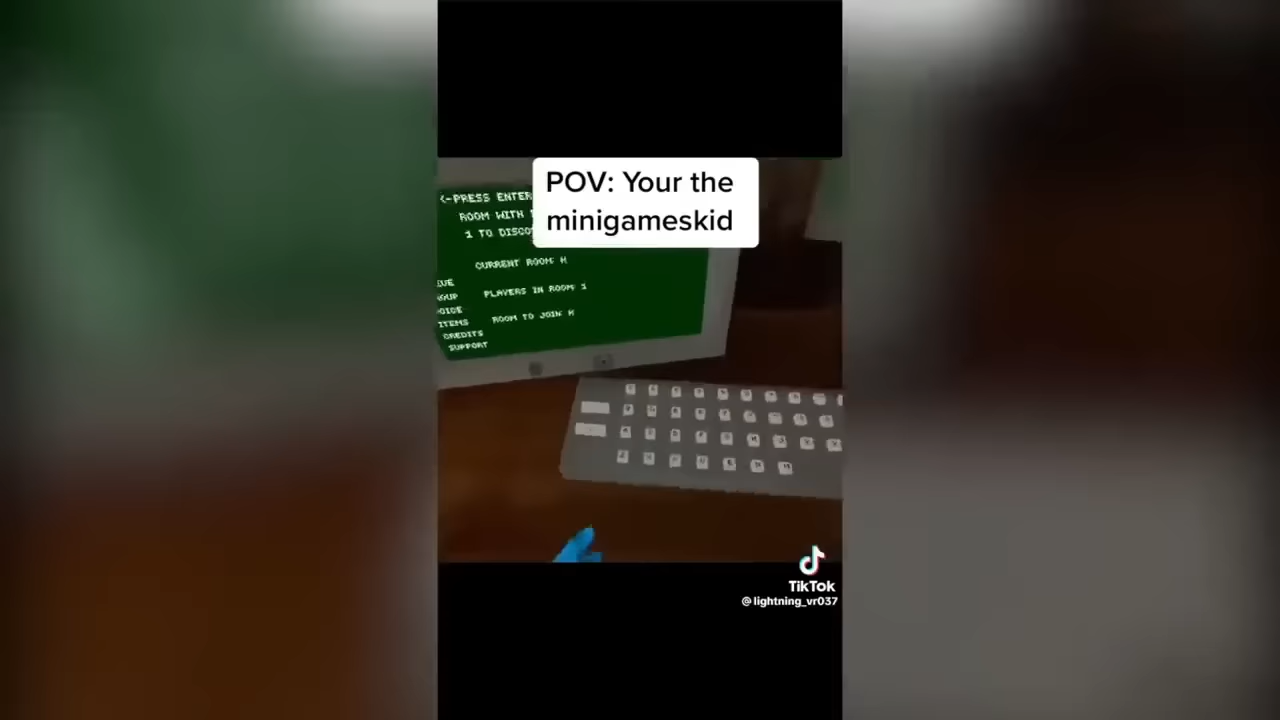 POV: Your the
minigameskid
<-PRESS ENTER
ROOM WITH
1 TO DISCO
CURRENT ROOM: H
PLAYERS IN ROOM: 1
ITEMS
ROOM TO JOIN: H
CREDITS
SUPPORT
TikTok
@lightning_vr037